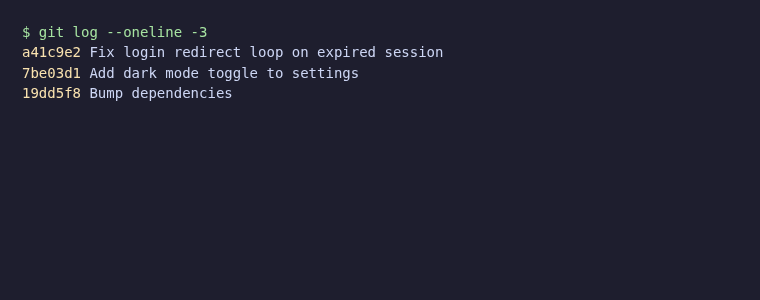 $ git log --oneline -3
a41c9e2 Fix login redirect loop on expired session
7be03d1 Add dark mode toggle to settings
19dd5f8 Bump dependencies